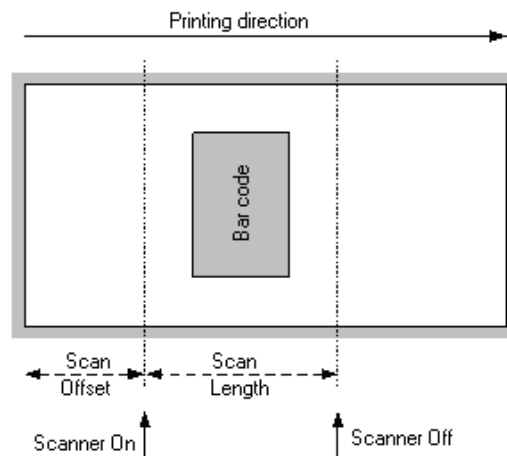 Printing direction
Bar code
Scan
Offset
Scan
Length
Scanner On
Scanner Off